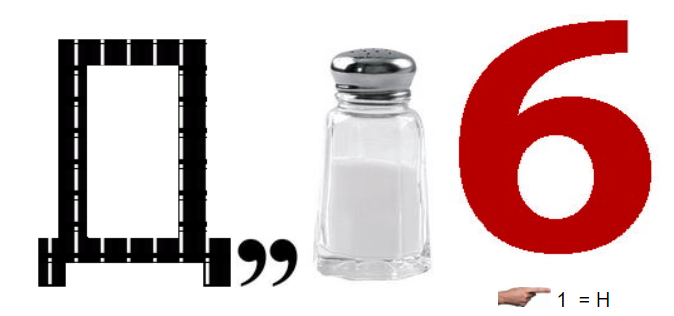 Д,, 6
1 = Н